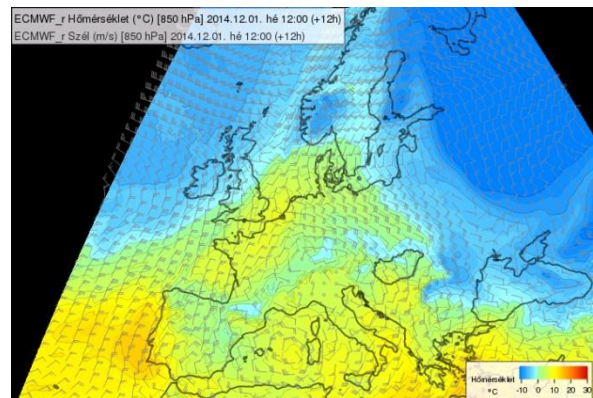 ECMWF_r Hőmérséklet (°C) [850 hPa] 2014.12.01. hé 12:00 (+12h)
ECMWF_r Szél (m/s) [850 hPa] 2014.12.01. hé 12:00 (+12h)
Hőmérséklet
°C
-10 0 10 20 30